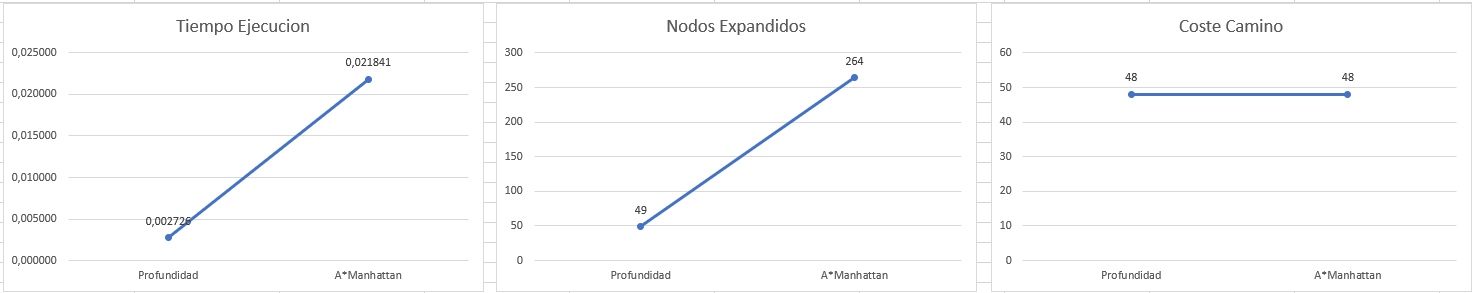 Tiempo Ejecucion
0,025000
0,020000
0,015000
0,010000
0,005000
0,000000
0,021841
0,002726
Profundidad
A*Manhattan
Nodos Expandidos
300
250
200
150
100
50
0
264
49
Profundidad
A*Manhattan
Coste Camino
60
50
40
30
20
10
0
48
48
Profundidad
A*Manhattan